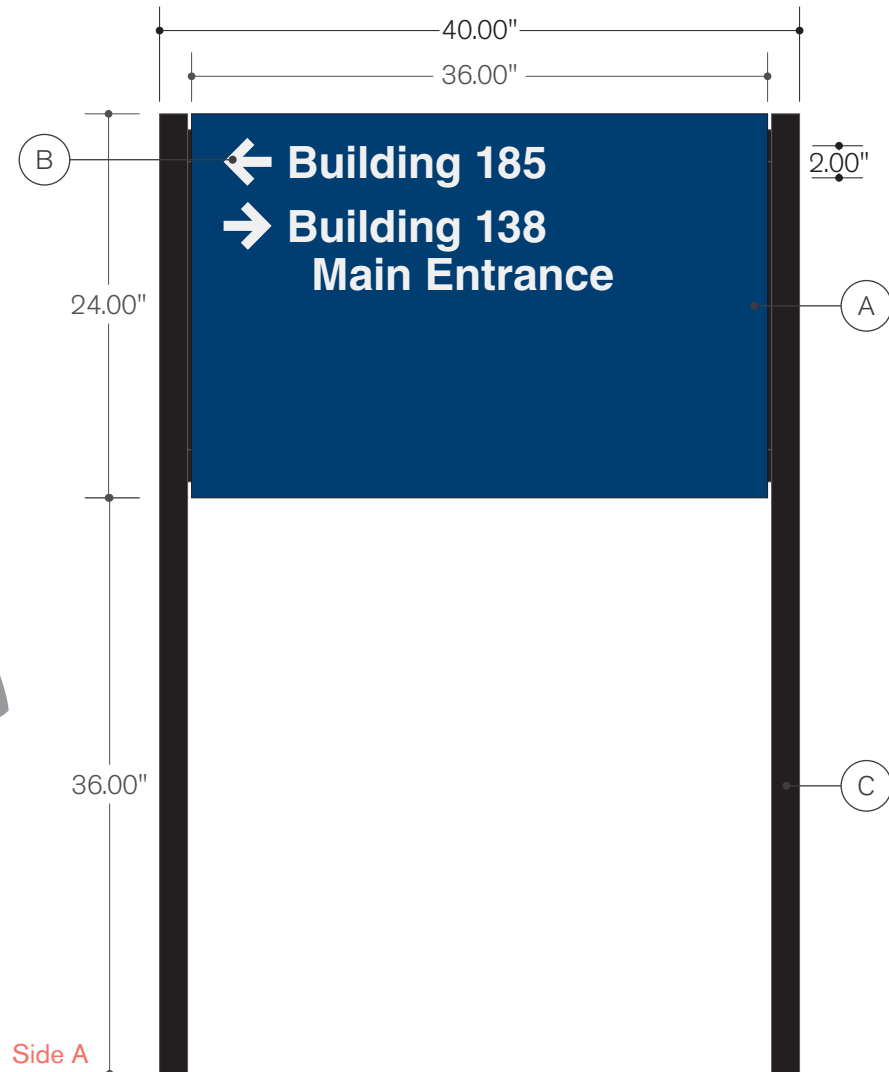 40.00"
36.00"
B
Building 185
2.00"
Building 138
Main Entrance
24.00"
A
36.00"
C
Side A